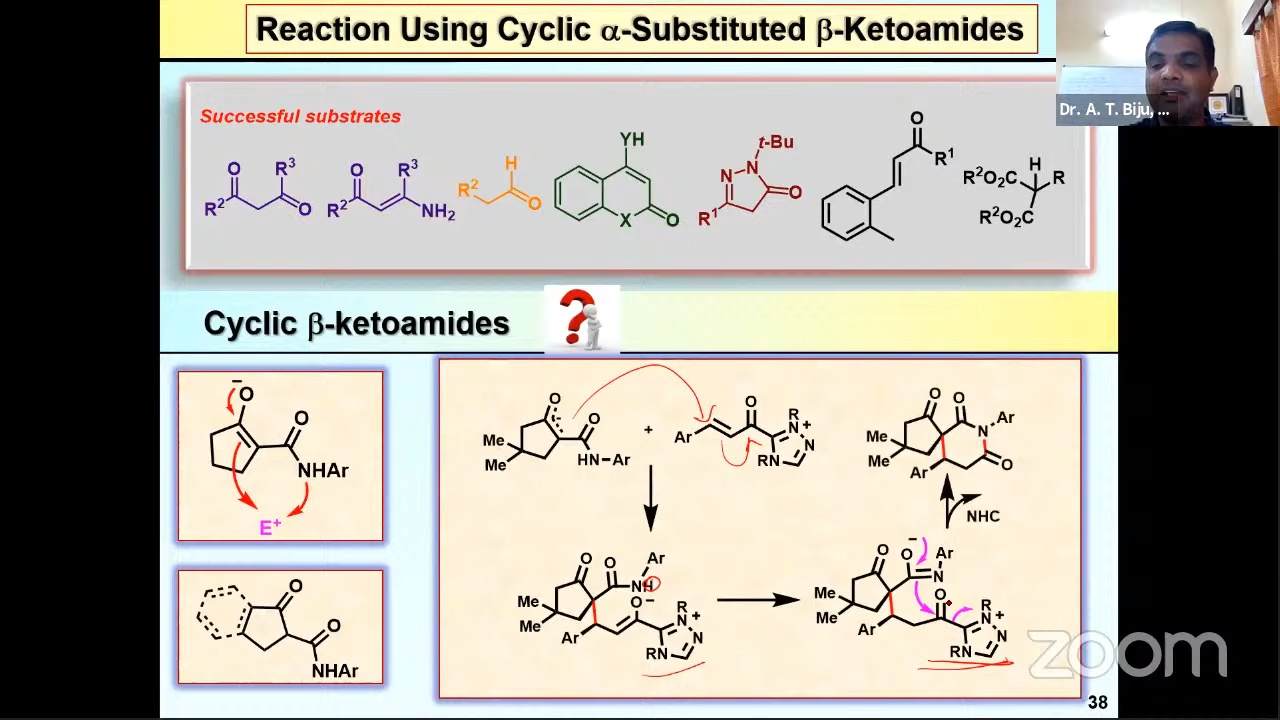 Reaction Using Cyclic α-Substituted β-Ketoamides
Dr. A. T. Biju, ...
Successful substrates
O R³ R² O
O R³ R² NH₂
H R² O
YH X O
t-Bu N N O R¹
O R¹
H R²O₂C R R²O₂C
Cyclic β-ketoamides
?
− O O NHAr E⁺
O O NHAr
O − O Me Me HN Ar
+
O Ar R N + N RN
O O Ar N O Me Me Ar
NHC
O O Ar NH O− Me Me Ar R N + N RN
− O O Ar N O Me Me Ar R N + N RN
zoom
38